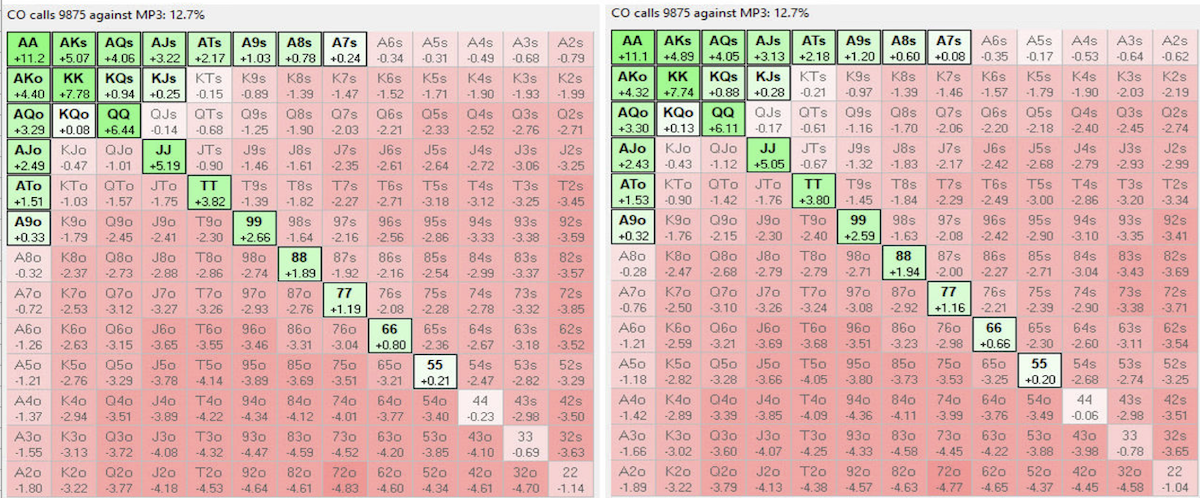 CO calls 9875 against MP3: 12.7%
AA AKs AQs AJs ATs A9s A8s A7s A6s A5s A4s A3s A2s
+11.2 +5.07 +4.06 +3.22 +2.17 +1.03 +0.78 +0.24 -0.34 -0.31 -0.49 -0.68 -0.79
AKo KK KQs KJs KTs K9s K8s K7s K6s K5s K4s K3s K2s
+4.40 +7.78 +0.94 +0.25 -0.15 -0.89 -1.39 -1.47 -1.52 -1.71 -1.90 -1.93 -1.99
AQo KQo QQ QJs QTs Q9s Q8s Q7s Q6s Q5s Q4s Q3s Q2s
+3.29 +0.08 +6.44 -0.14 -0.68 -1.25 -1.90 -2.03 -2.21 -2.33 -2.52 -2.76 -2.71
AJo KJo QJo JJ JTs J9s J8s J7s J6s J5s J4s J3s J2s
+2.49 -0.47 -1.01 +5.19 -0.90 -1.46 -1.61 -2.35 -2.61 -2.64 -2.72 -3.06 -3.25
ATo KTo QTo JTo TT T9s T8s T7s T6s T5s T4s T3s T2s
+1.51 -1.03 -1.57 -1.75 +3.82 -1.39 -1.82 -2.27 -2.71 -3.18 -3.12 -3.25 -3.45
A9o K9o Q9o J9o T9o 99 98s 97s 96s 95s 94s 93s 92s
+0.33 -1.79 -2.45 -2.41 -2.30 +2.66 -1.64 -2.16 -2.56 -2.86 -3.33 -3.38 -3.59
A8o K8o Q8o J8o T8o 98o 88 87s 86s 85s 84s 83s 82s
-0.32 -2.37 -2.73 -2.88 -2.86 -2.74 +1.89 -1.92 -2.16 -2.54 -2.99 -3.37 -3.57
A7o K7o Q7o J7o T7o 97o 87o 77 76s 75s 74s 73s 72s
-0.72 -2.53 -3.12 -3.27 -3.26 -2.93 -2.76 +1.19 -2.08 -2.28 -2.78 -3.32 -3.85
A6o K6o Q6o J6o T6o 96o 86o 76o 66 65s 64s 63s 62s
-1.26 -2.63 -3.15 -3.65 -3.55 -3.46 -3.31 -3.04 +0.80 -2.36 -2.67 -3.18 -3.52
A5o K5o Q5o J5o T5o 95o 85o 75o 65o 55 54s 53s 52s
-1.21 -2.76 -3.29 -3.78 -4.14 -3.89 -3.69 -3.51 -3.21 +0.21 -2.47 -2.82 -3.29
A4o K4o Q4o J4o T4o 94o 84o 74o 64o 54o 44 43s 42s
-1.37 -2.94 -3.51 -3.89 -4.22 -4.34 -4.12 -4.01 -3.77 -3.40 -0.23 -2.98 -3.50
A3o K3o Q3o J3o T3o 93o 83o 73o 63o 53o 43o 33 32s
-1.55 -3.13 -3.72 -4.08 -4.32 -4.47 -4.59 -4.52 -4.20 -3.85 -4.10 -0.69 -3.63
A2o K2o Q2o J2o T2o 92o 82o 72o 62o 52o 42o 32o 22
-1.80 -3.22 -3.77 -4.18 -4.53 -4.64 -4.61 -4.83 -4.60 -4.34 -4.61 -4.70 -1.14
CO calls 9875 against MP3: 12.7%
AA AKs AQs AJs ATs A9s A8s A7s A6s A5s A4s A3s A2s
+11.1 +4.89 +4.05 +3.13 +2.18 +1.20 +0.60 +0.08 -0.35 -0.17 -0.53 -0.64 -0.62
AKo KK KQs KJs KTs K9s K8s K7s K6s K5s K4s K3s K2s
+4.32 +7.74 +0.88 +0.28 -0.21 -0.97 -1.39 -1.46 -1.57 -1.79 -1.90 -2.03 -2.19
AQo KQo QQ QJs QTs Q9s Q8s Q7s Q6s Q5s Q4s Q3s Q2s
+3.30 +0.13 +6.11 -0.17 -0.61 -1.16 -1.70 -2.06 -2.20 -2.18 -2.40 -2.45 -2.74
AJo KJo QJo JJ JTs J9s J8s J7s J6s J5s J4s J3s J2s
+2.43 -0.43 -1.12 +5.05 -0.67 -1.32 -1.83 -2.17 -2.42 -2.68 -2.79 -2.93 -2.99
ATo KTo QTo JTo TT T9s T8s T7s T6s T5s T4s T3s T2s
+1.53 -0.90 -1.42 -1.76 +3.80 -1.45 -1.84 -2.29 -2.49 -3.00 -2.86 -3.20 -3.34
A9o K9o Q9o J9o T9o 99 98s 97s 96s 95s 94s 93s 92s
+0.32 -1.76 -2.15 -2.30 -2.40 +2.59 -1.63 -2.08 -2.42 -2.90 -3.10 -3.35 -3.41
A8o K8o Q8o J8o T8o 98o 88 87s 86s 85s 84s 83s 82s
-0.28 -2.47 -2.68 -2.79 -2.79 -2.71 +1.94 -2.00 -2.27 -2.71 -3.04 -3.43 -3.69
A7o K7o Q7o J7o T7o 97o 87o 77 76s 75s 74s 73s 72s
-0.76 -2.50 -3.10 -3.26 -3.24 -3.08 -2.92 +1.16 -2.21 -2.39 -2.90 -3.38 -3.71
A6o K6o Q6o J6o T6o 96o 86o 76o 66 65s 64s 63s 62s
-1.21 -2.59 -3.21 -3.69 -3.68 -3.51 -3.23 -2.98 +0.66 -2.30 -2.60 -3.11 -3.54
A5o K5o Q5o J5o T5o 95o 85o 75o 65o 55 54s 53s 52s
-1.18 -2.82 -3.28 -3.66 -4.05 -3.80 -3.73 -3.53 -3.25 +0.20 -2.68 -2.74 -3.25
A4o K4o Q4o J4o T4o 94o 84o 74o 64o 54o 44 43s 42s
-1.42 -2.89 -3.39 -3.85 -4.09 -4.36 -4.11 -3.99 -3.76 -3.49 -0.06 -2.98 -3.51
A3o K3o Q3o J3o T3o 93o 83o 73o 63o 53o 43o 33 32s
-1.66 -3.02 -3.60 -4.07 -4.25 -4.33 -4.58 -4.45 -4.22 -3.88 -3.98 -0.78 -3.65
A2o K2o Q2o J2o T2o 92o 82o 72o 62o 52o 42o 32o 22
-1.89 -3.22 -3.79 -4.13 -4.38 -4.57 -4.57 -4.77 -4.65 -4.37 -4.45 -4.58 -1.04